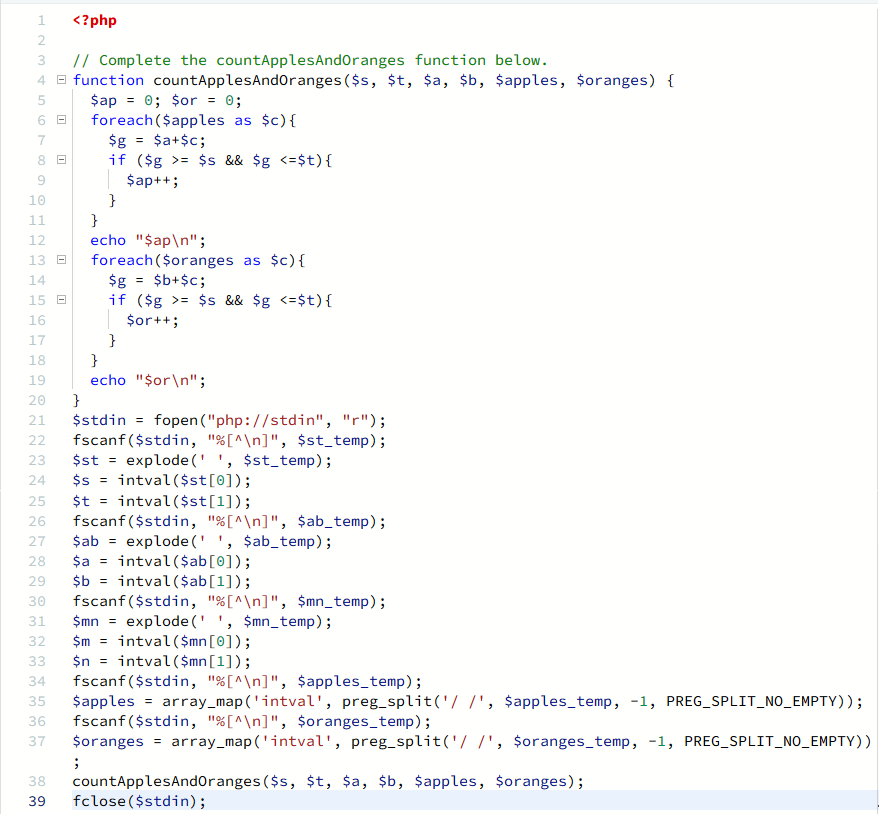 1 <?php
2
3 // Complete the countApplesAndOranges function below.
4 function countApplesAndOranges($s, $t, $a, $b, $apples, $oranges) {
5   $ap = 0; $or = 0;
6   foreach($apples as $c){
7     $g = $a+$c;
8     if ($g >= $s && $g <=$t){
9       $ap++;
10     }
11   }
12   echo "$ap\n";
13   foreach($oranges as $c){
14     $g = $b+$c;
15     if ($g >= $s && $g <=$t){
16       $or++;
17     }
18   }
19   echo "$or\n";
20 }
21 $stdin = fopen("php://stdin", "r");
22 fscanf($stdin, "%[^\n]", $st_temp);
23 $st = explode(' ', $st_temp);
24 $s = intval($st[0]);
25 $t = intval($st[1]);
26 fscanf($stdin, "%[^\n]", $ab_temp);
27 $ab = explode(' ', $ab_temp);
28 $a = intval($ab[0]);
29 $b = intval($ab[1]);
30 fscanf($stdin, "%[^\n]", $mn_temp);
31 $mn = explode(' ', $mn_temp);
32 $m = intval($mn[0]);
33 $n = intval($mn[1]);
34 fscanf($stdin, "%[^\n]", $apples_temp);
35 $apples = array_map('intval', preg_split('/ /', $apples_temp, -1, PREG_SPLIT_NO_EMPTY));
36 fscanf($stdin, "%[^\n]", $oranges_temp);
37 $oranges = array_map('intval', preg_split('/ /', $oranges_temp, -1, PREG_SPLIT_NO_EMPTY))
;
38 countApplesAndOranges($s, $t, $a, $b, $apples, $oranges);
39 fclose($stdin);